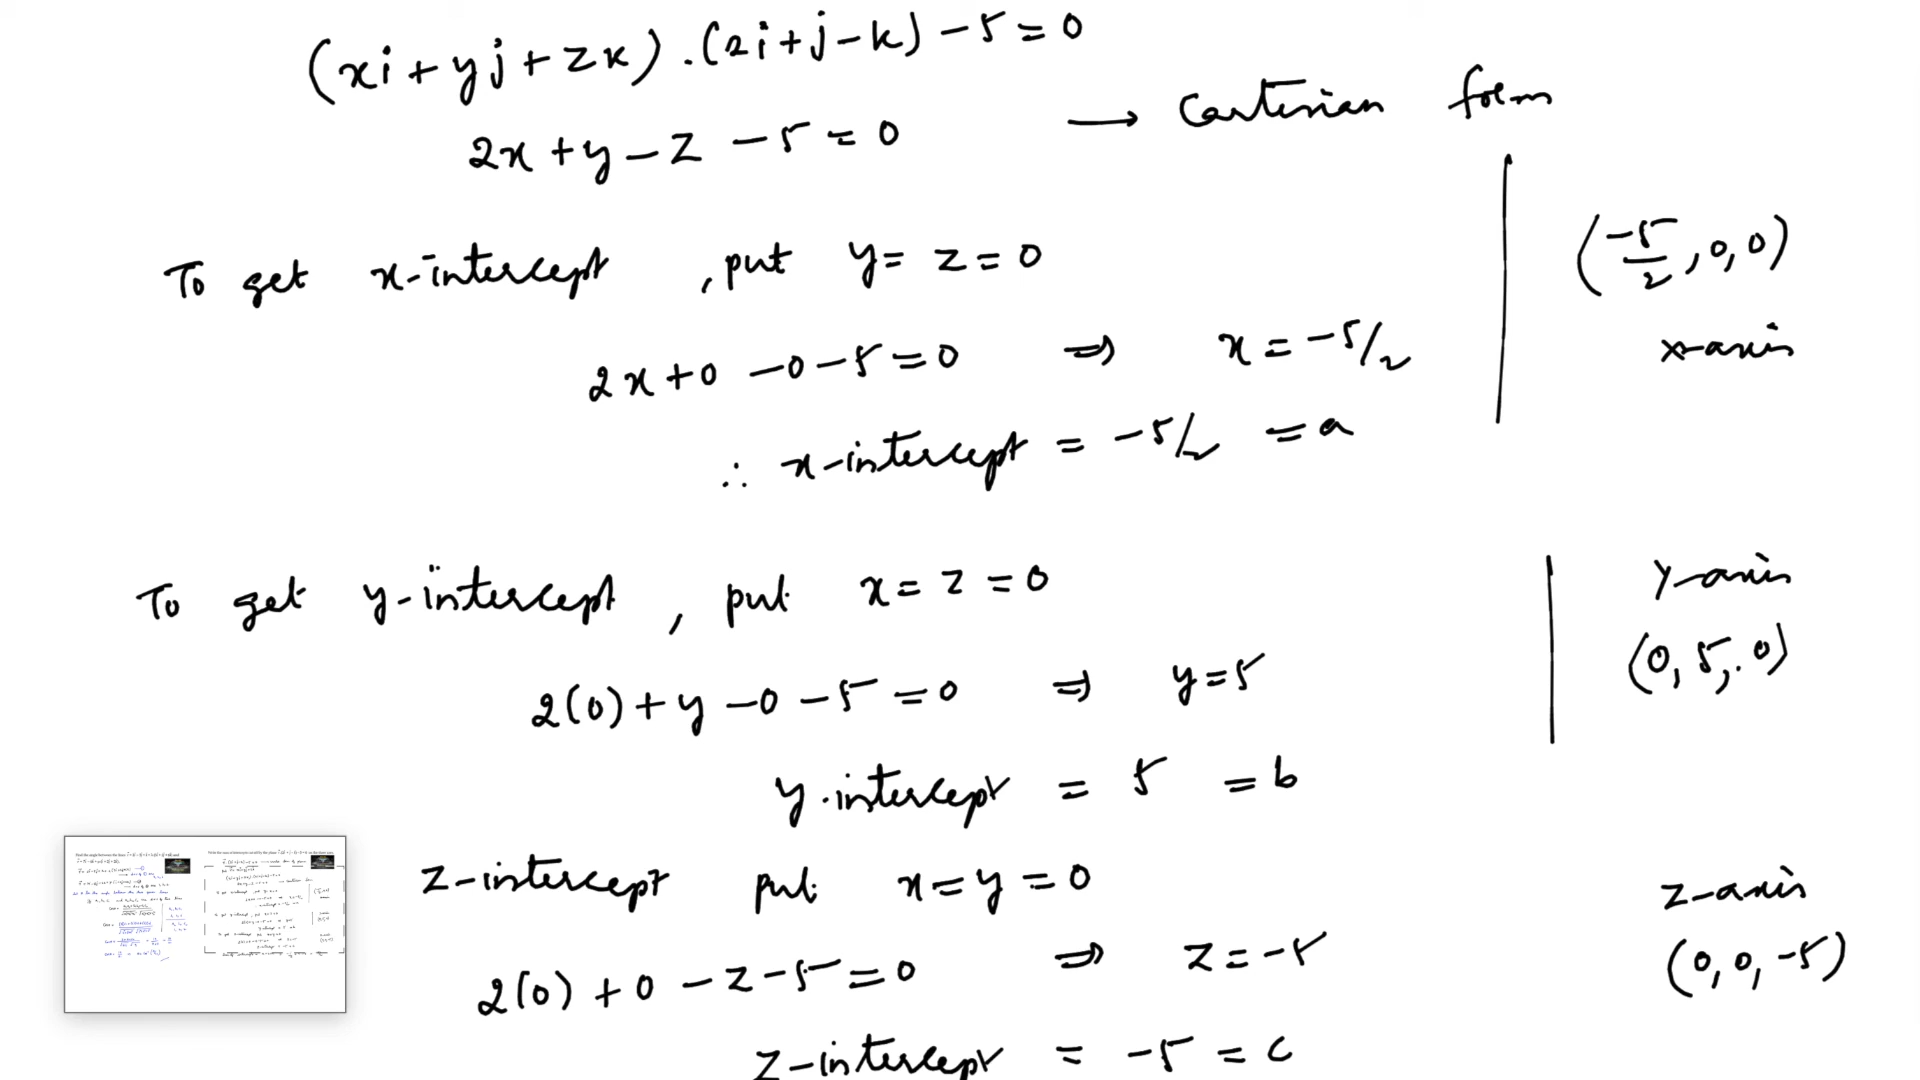 (xi + yj + zk) . (2i + j - k) - 5 = 0
2x + y - z - 5 = 0 → Cartesian form
To get x-intercept , put y = z = 0
(-5/2, 0, 0)
2x + 0 - 0 - 5 = 0 ⇒ x = -5/2
x-axis
∴ x-intercept = -5/2 = a
To get y-intercept , put x = z = 0
y-axis
(0, 5, 0)
2(0) + y - 0 - 5 = 0 ⇒ y = 5
y-intercept = 5 = b
z-intercept put x = y = 0
z-axis
2(0) + 0 - z - 5 = 0 ⇒ z = -5
(0, 0, -5)
z-intercept = -5 = c